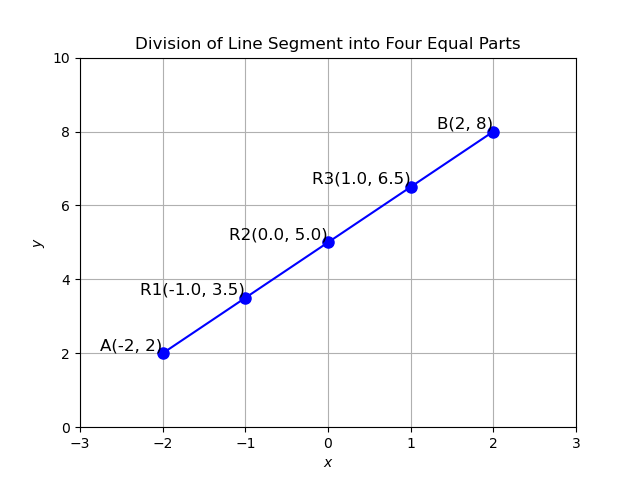 Division of Line Segment into Four Equal Parts
10
8
6
4
2
0
y
B(2, 8)
R3(1.0, 6.5)
R2(0.0, 5.0)
R1(-1.0, 3.5)
A(-2, 2)
−3
−2
−1
0
1
2
3
x